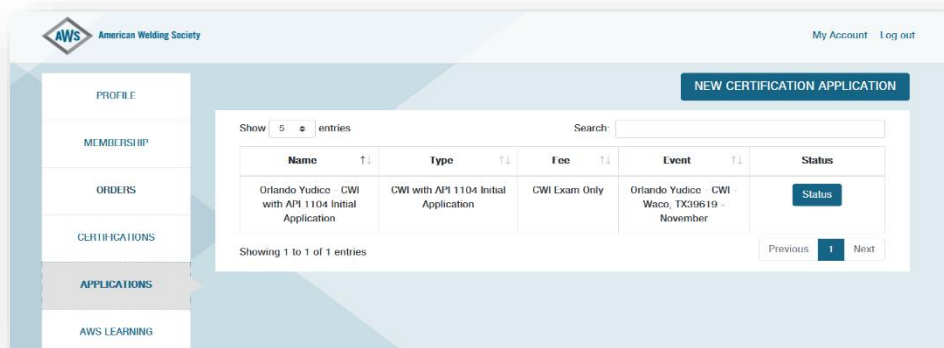 AWS American Welding Society
My Account Log out
PROFILE
MEMBERSHIP
ORDERS
CERTIFICATIONS
APPLICATIONS
AWS LEARNING
NEW CERTIFICATION APPLICATION
Show 5 entries
Search:
Name Type Fee Event Status
Orlando Yudice - CWI
with API 1104 Initial
Application
CWI with API 1104 Initial
Application
CWI Exam Only
Orlando Yudice - CWI -
Waco, TX39619 -
November
Status
Showing 1 to 1 of 1 entries
Previous 1 Next